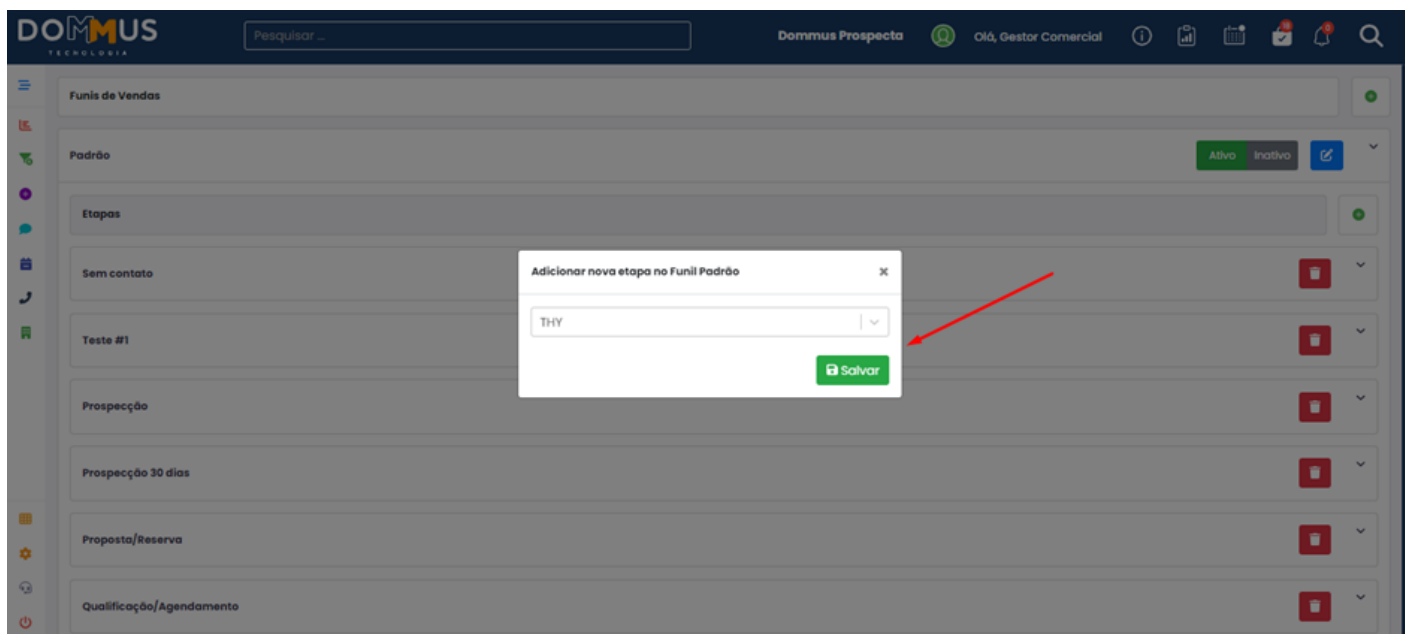 DOMMUS
TECNOLOGIA
Pesquisar ...
Dommus Prospecta
Olá, Gestor Comercial
Funis de Vendas
Padrão
Ativo
Inativo
Etapas
Sem contato
Adicionar nova etapa no Funil Padrão
THY
Salvar
Teste #1
Prospecção
Prospecção 30 dias
Proposta/Reserva
Qualificação/Agendamento